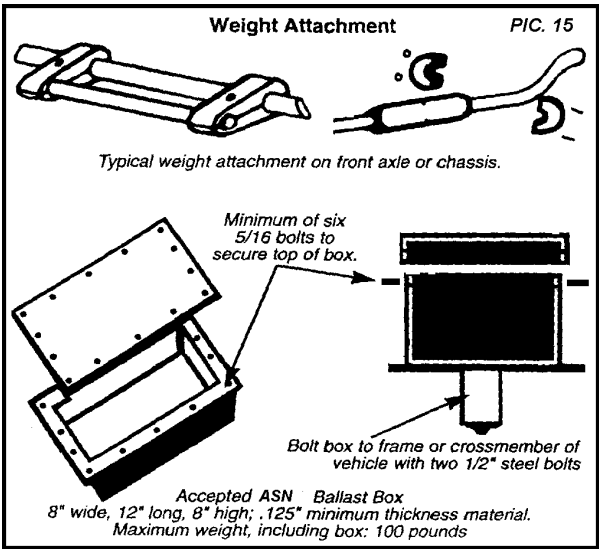 Weight Attachment
PIC. 15
Typical weight attachment on front axle or chassis.
Minimum of six
5/16 bolts to
secure top of box.
Bolt box to frame or crossmember of
vehicle with two 1/2" steel bolts
Accepted ASN Ballast Box
8" wide, 12" long, 8" high; .125" minimum thickness material.
Maximum weight, including box: 100 pounds